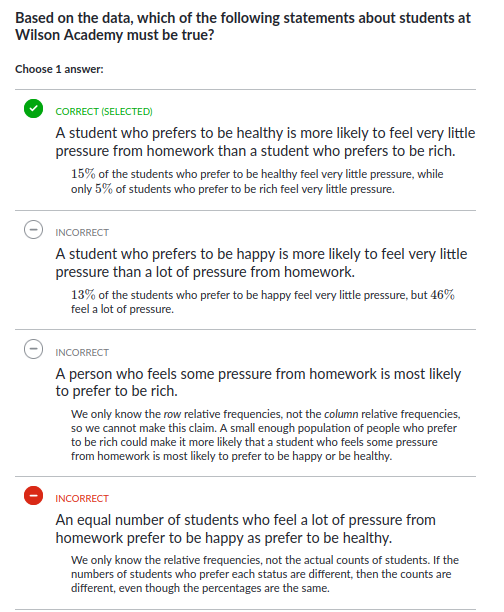 Based on the data, which of the following statements about students at
Wilson Academy must be true?
Choose 1 answer:
CORRECT (SELECTED)
A student who prefers to be healthy is more likely to feel very little
pressure from homework than a student who prefers to be rich.
15% of the students who prefer to be healthy feel very little pressure, while
only 5% of students who prefer to be rich feel very little pressure.
INCORRECT
A student who prefers to be happy is more likely to feel very little
pressure than a lot of pressure from homework.
13% of the students who prefer to be happy feel very little pressure, but 46%
feel a lot of pressure.
INCORRECT
A person who feels some pressure from homework is most likely
to prefer to be rich.
We only know the row relative frequencies, not the column relative frequencies,
so we cannot make this claim. A small enough population of people who prefer
to be rich could make it more likely that a student who feels some pressure
from homework is most likely to prefer to be happy or be healthy.
INCORRECT
An equal number of students who feel a lot of pressure from
homework prefer to be happy as prefer to be healthy.
We only know the relative frequencies, not the actual counts of students. If the
numbers of students who prefer each status are different, then the counts are
different, even though the percentages are the same.